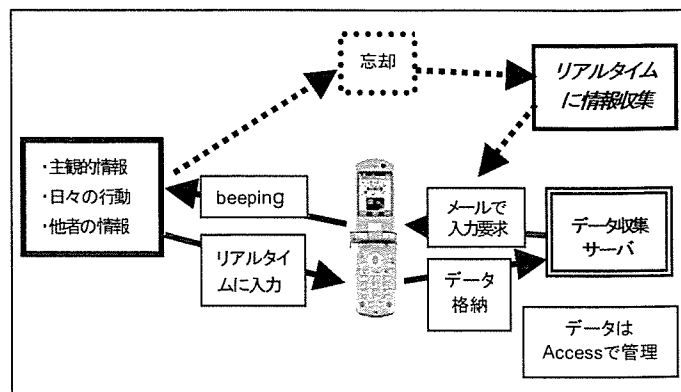 忘却
リアルタイム
に情報収集
・主観的情報
・日々の行動
・他者の情報
beeping
メールで
入力要求
データ収集
サーバ
リアルタイ
ムに入力
データ
格納
データは
Accessで管理